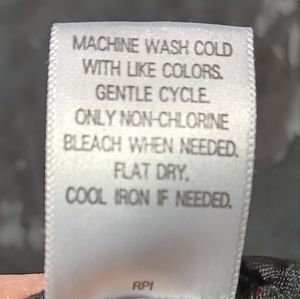 MACHINE WASH COLD
WITH LIKE COLORS.
GENTLE CYCLE.
ONLY NON-CHLORINE
BLEACH WHEN NEEDED.
FLAT DRY.
COOL IRON IF NEEDED.
RPI